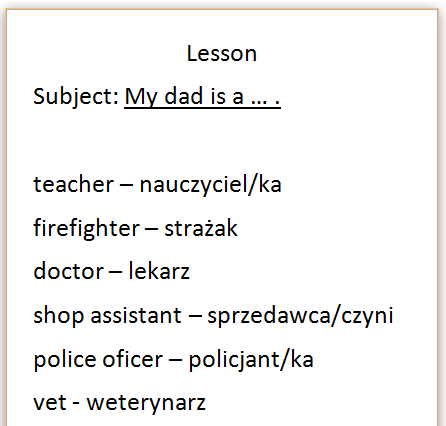 Lesson
Subject: My dad is a ... .
teacher – nauczyciel/ka
firefighter – strażak
doctor – lekarz
shop assistant – sprzedawca/czyni
police oficer – policjant/ka
vet - weterynarz